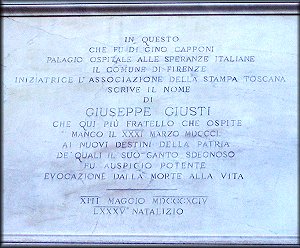 IN QUESTO
CHE FU DI GINO CAPPONI
PALAGIO OSPITALE ALLE SPERANZE ITALIANE
IL COMUNE DI FIRENZE
INIZIATRICE L'ASSOCIAZIONE DELLA STAMPA TOSCANA
SCRIVE IL NOME
DI
GIUSEPPE GIUSTI
CHE QUI PIÙ FRATELLO CHE OSPITE
MANCÒ IL XXXI MARZO MDCCCL
AI NUOVI DESTINI DELLA PATRIA
DE' QUALI IL SUO CANTO SDEGNOSO
FU AUSPICIO POTENTE
EVOCAZIONE DALLA MORTE ALLA VITA
XIII MAGGIO MDCCCXCIV
LXXXV NATALIZIO